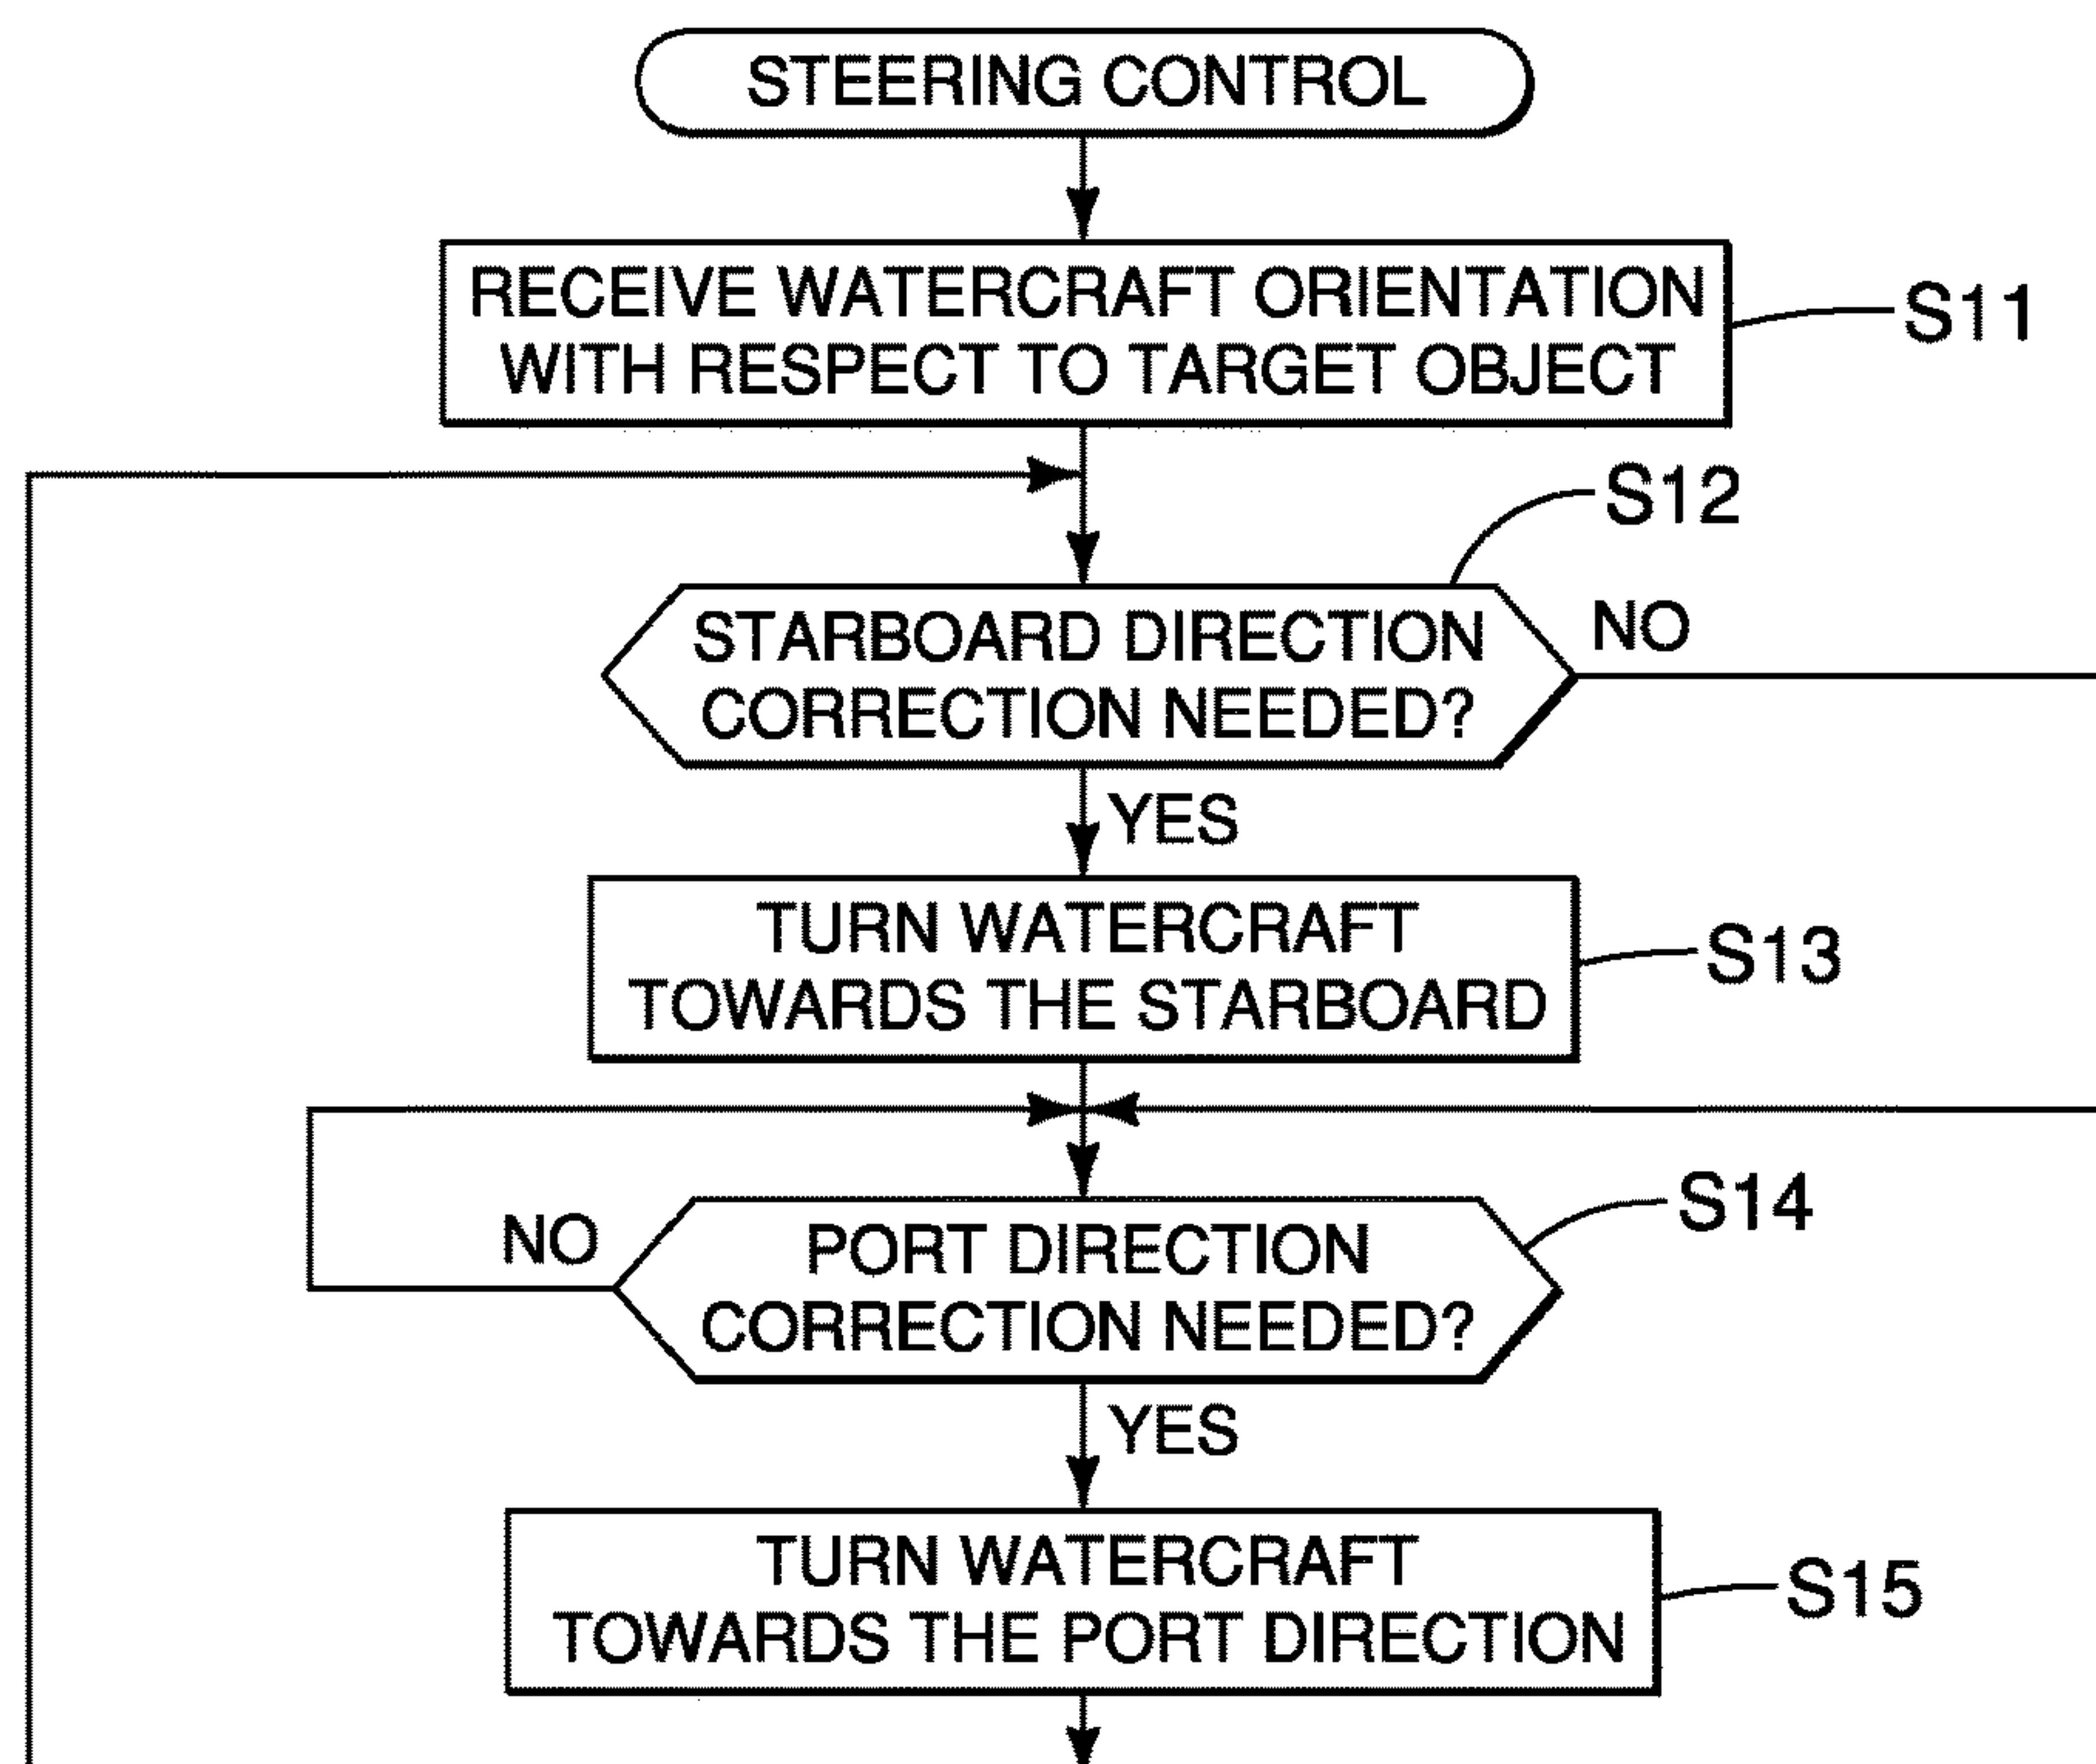 STEERING CONTROL
RECEIVE WATERCRAFT ORIENTATION
WITH RESPECT TO TARGET OBJECT
S11
S12
STARBOARD DIRECTION
CORRECTION NEEDED?
NO
YES
TURN WATERCRAFT
TOWARDS THE STARBOARD
S13
S14
NO
PORT DIRECTION
CORRECTION NEEDED?
YES
TURN WATERCRAFT
TOWARDS THE PORT DIRECTION
S15